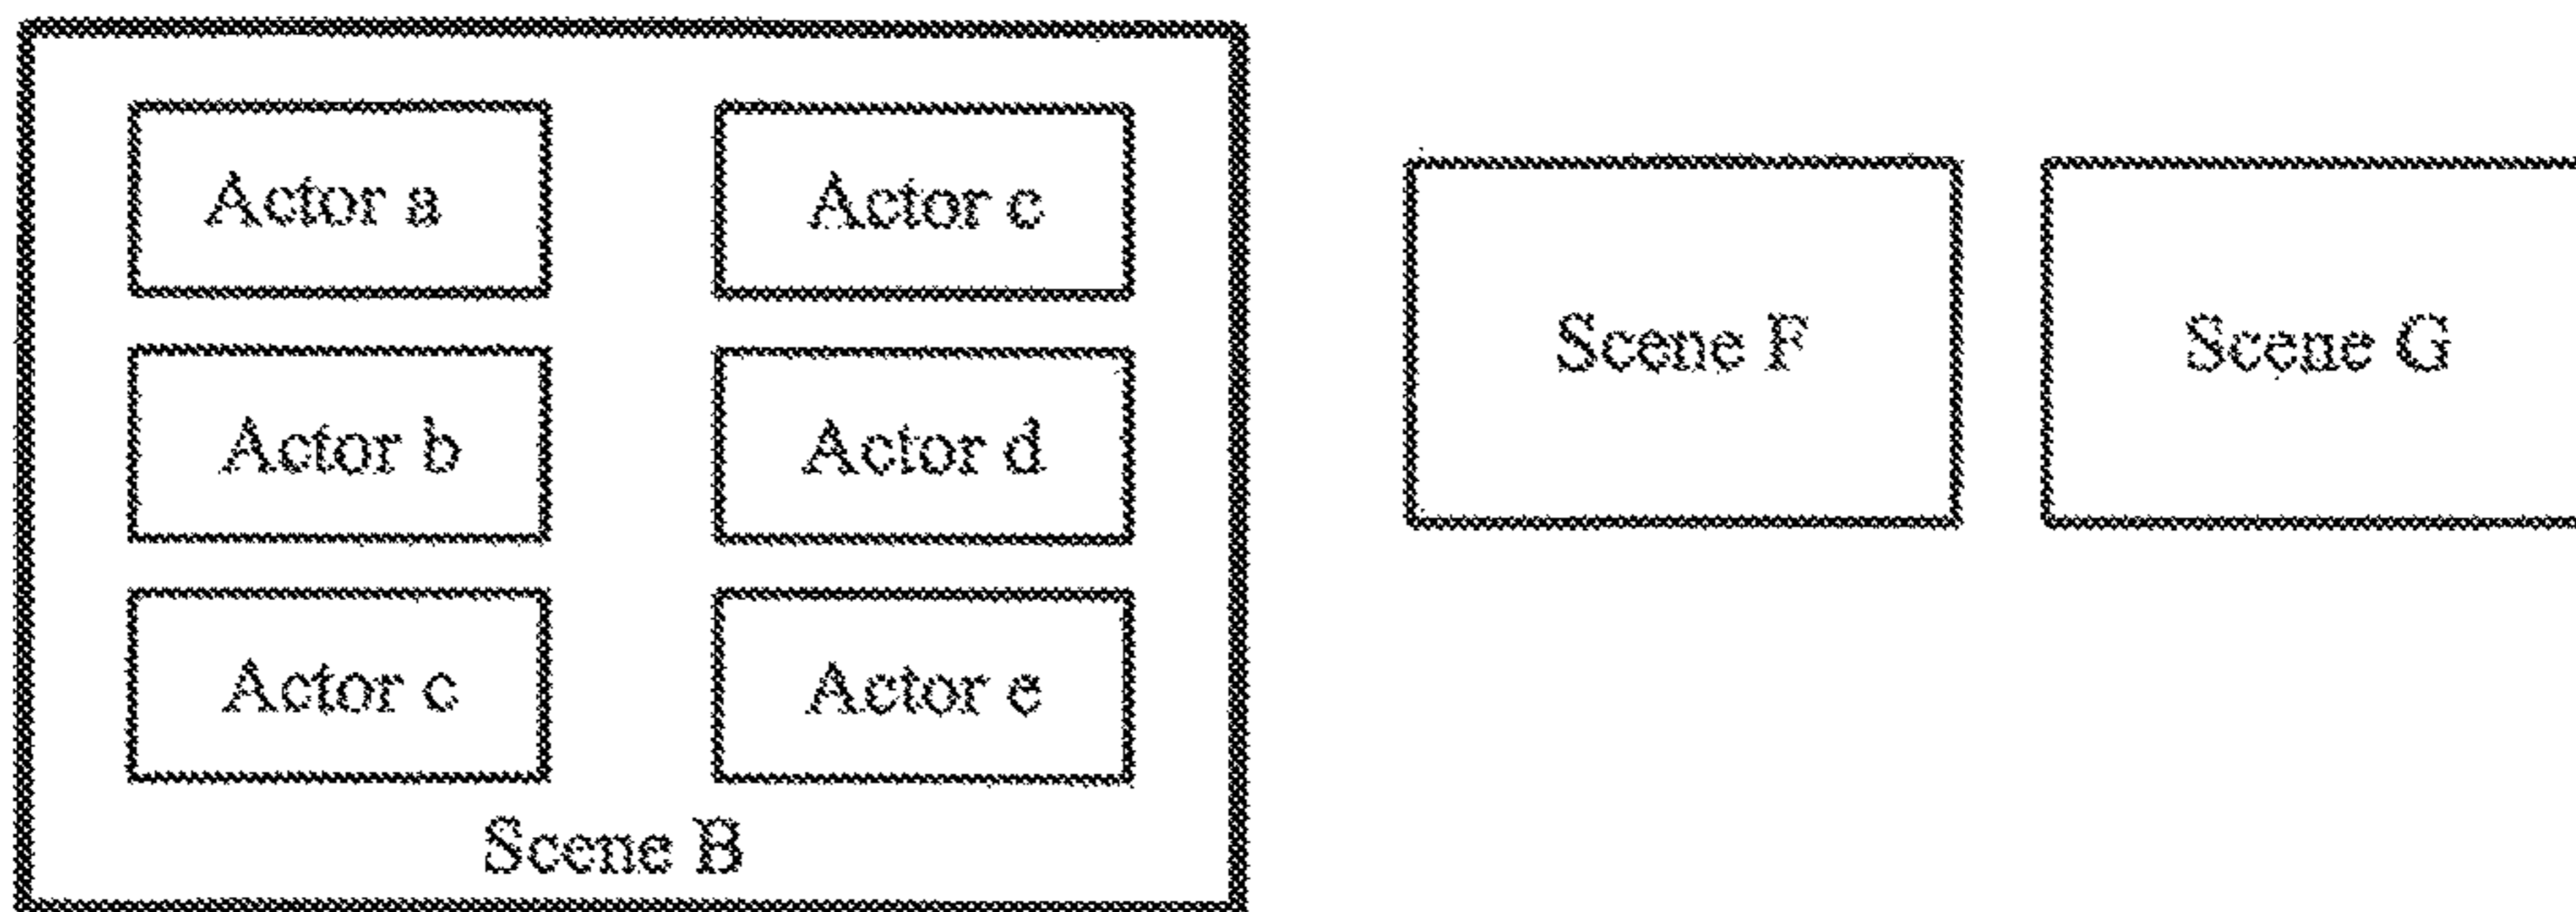 Actor a
Actor c
Scene F
Scene G
Actor b
Actor d
Actor c
Actor e
Scene B